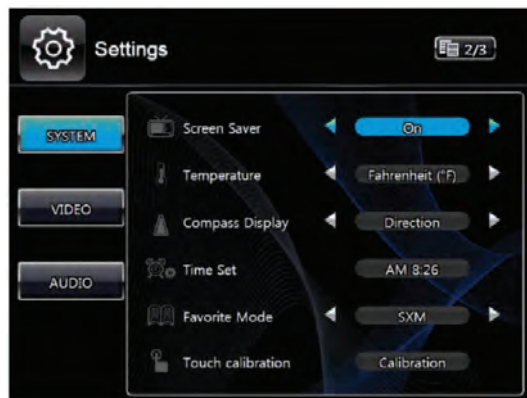 Settings
2/3
SYSTEM
Screen Saver On
Temperature Fahrenheit (°F)
VIDEO
Compass Display Direction
Time Set AM 8:26
AUDIO
Favorite Mode SXM
Touch calibration Calibration